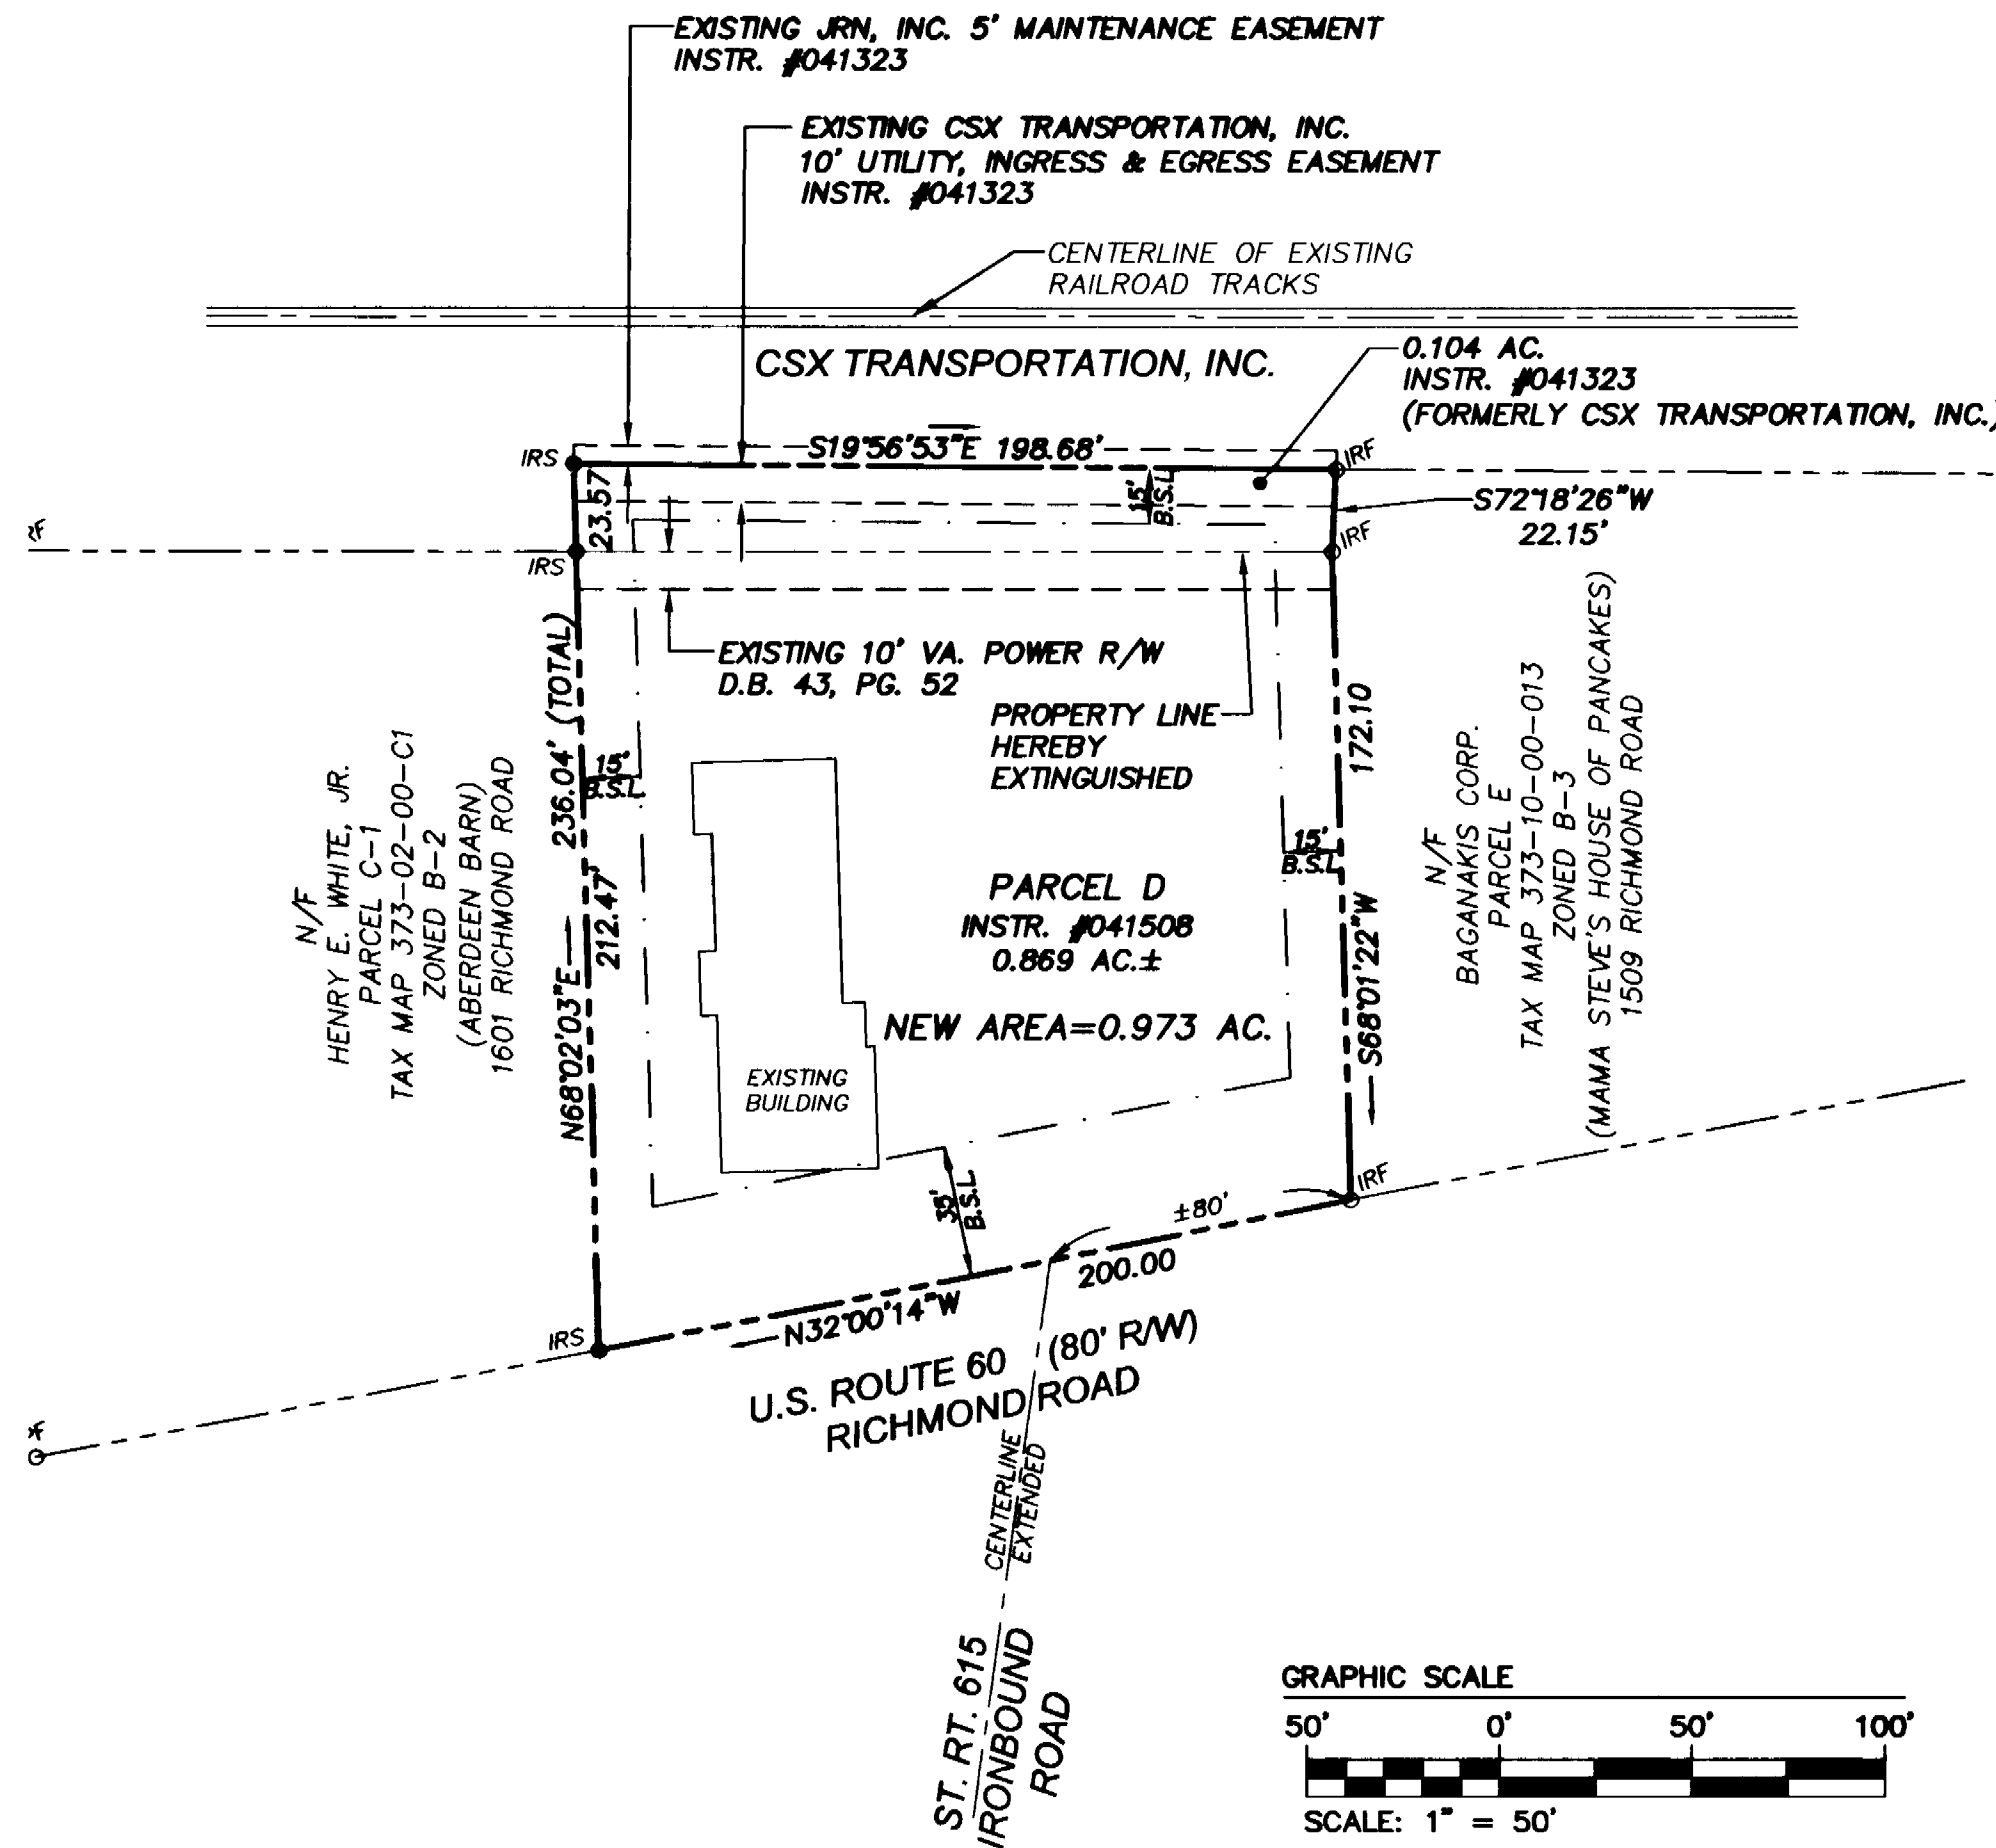 EXISTING JRN, INC. 5' MAINTENANCE EASEMENT
INSTR. #041323
EXISTING CSX TRANSPORTATION, INC.
10' UTILITY, INGRESS & EGRESS EASEMENT
INSTR. #041323
CENTERLINE OF EXISTING
RAILROAD TRACKS
CSX TRANSPORTATION, INC.
0.104 AC.
INSTR. #041323
(FORMERLY CSX TRANSPORTATION, INC.)
IRS
S19°56'53"E 198.68'
IRF
23.57
15'
B.S.L.
S72°18'26"W
22.15'
IRS
IRF
EXISTING 10' VA. POWER R/W
D.B. 43, PG. 52
PROPERTY LINE
HEREBY
EXTINGUISHED
236.04' (TOTAL)
212.47'
N68°02'03"E
15'
B.S.L.
N/F
HENRY E. WHITE, JR.
PARCEL C-1
TAX MAP 373-02-00-C1
ZONED B-2
(ABERDEEN BARN)
1601 RICHMOND ROAD
PARCEL D
INSTR. #041508
0.869 AC.±
NEW AREA=0.973 AC.
EXISTING
BUILDING
15'
B.S.L.
172.10
S68°01'22"W
N/F
BAGANAKIS CORP.
PARCEL E
TAX MAP 373-10-00-013
ZONED B-3
(MAMA STEVE'S HOUSE OF PANCAKES)
1509 RICHMOND ROAD
35'
B.S.L.
±80'
IRF
200.00
N32°00'14"W
IRS
U.S. ROUTE 60 (80' R/W)
RICHMOND ROAD
CENTERLINE
EXTENDED
ST. RT. 615
IRONBOUND
ROAD
GRAPHIC SCALE
50' 0' 50' 100'
SCALE: 1" = 50'